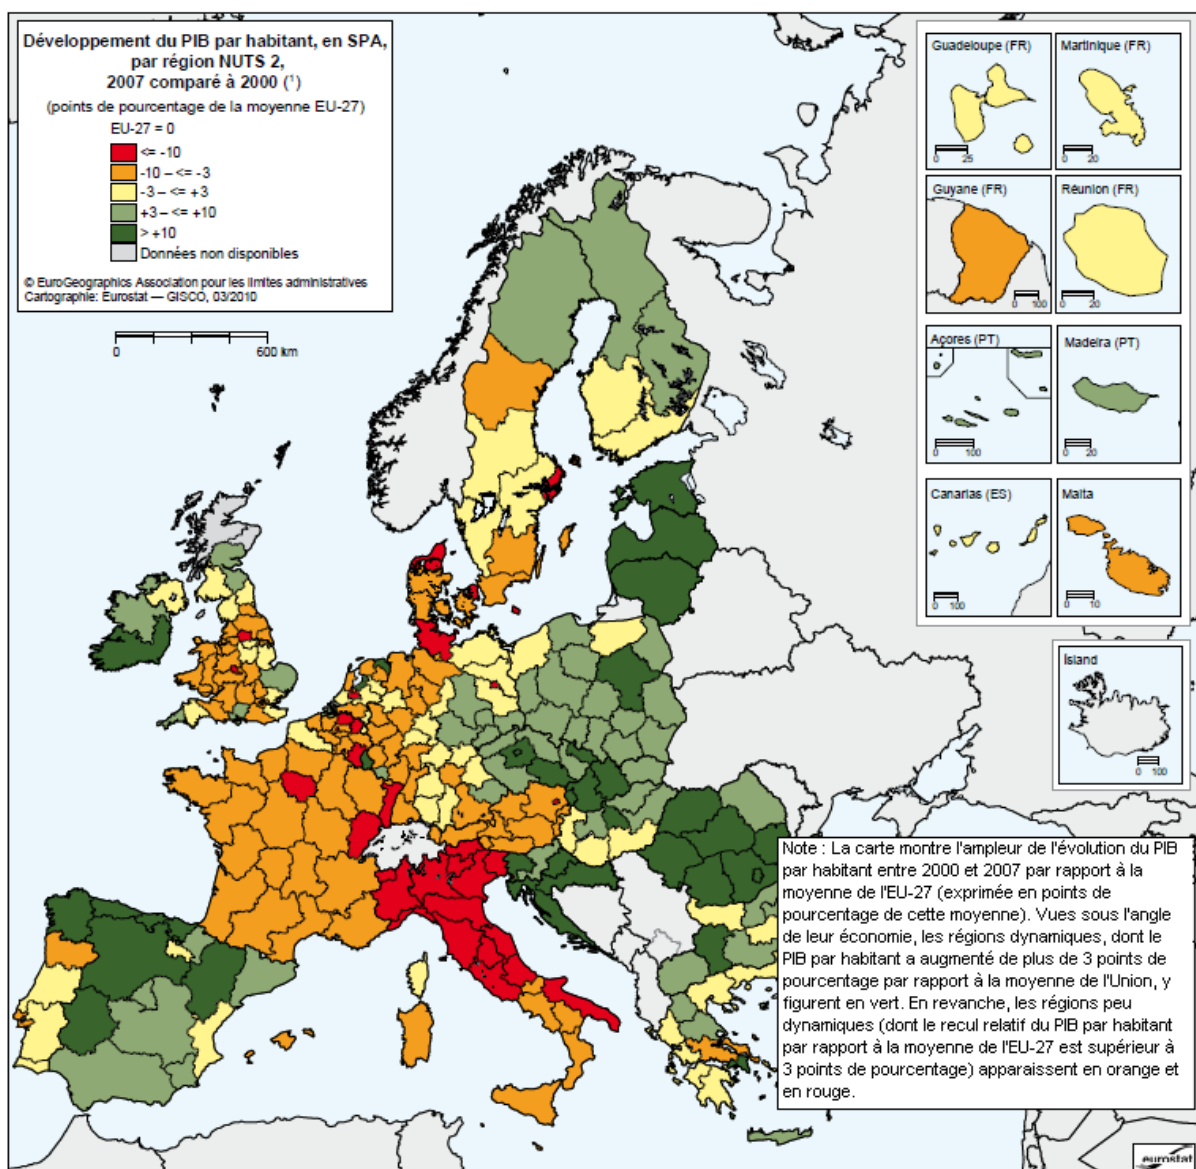 Développement du PIB par habitant, en SPA,
par région NUTS 2,
2007 comparé à 2000 (¹)
(points de pourcentage de la moyenne EU-27)
EU-27 = 0
<= -10
-10 – <= -3
-3 – <= +3
+3 – <= +10
> +10
Données non disponibles
© EuroGeographics Association pour les limites administratives
Cartographie: Eurostat — GISCO, 03/2010
0 600 km
Guadeloupe (FR)
0 25
Martinique (FR)
0 20
Guyane (FR)
0 100
Réunion (FR)
0 20
Açores (PT)
0 100
Madeira (PT)
0 20
Canarias (ES)
0 100
Malta
0 10
Ísland
0 100
Note : La carte montre l'ampleur de l'évolution du PIB
par habitant entre 2000 et 2007 par rapport à la
moyenne de l'EU-27 (exprimée en points de
pourcentage de cette moyenne). Vues sous l'angle
de leur économie, les régions dynamiques, dont le
PIB par habitant a augmenté de plus de 3 points de
pourcentage par rapport à la moyenne de l'Union, y
figurent en vert. En revanche, les régions peu
dynamiques (dont le recul relatif du PIB par habitant
par rapport à la moyenne de l'EU-27 est supérieur à
3 points de pourcentage) apparaissent en orange et
en rouge.
eurostat